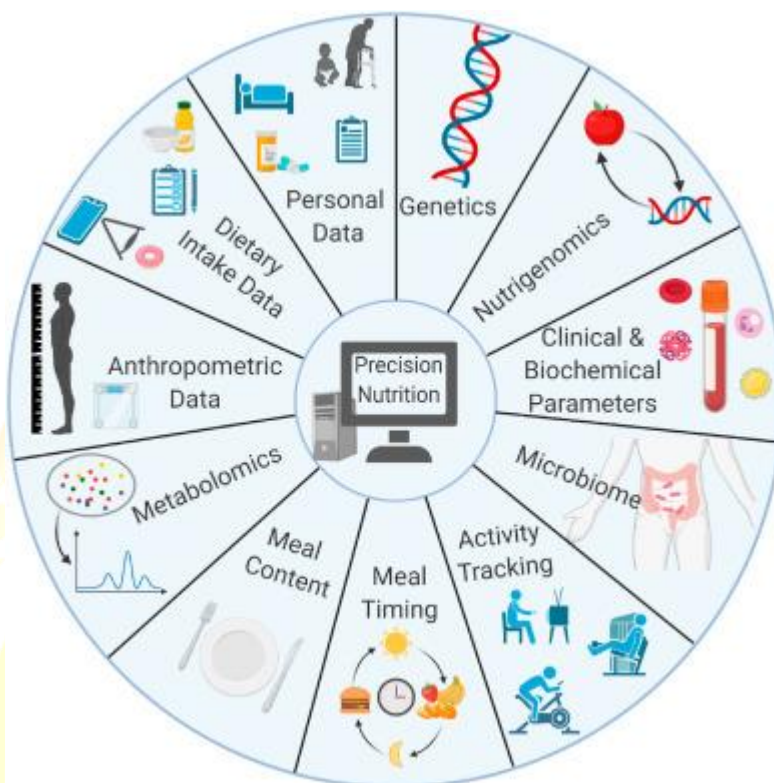 Precision
Nutrition
Genetics
Nutrigenomics
Clinical &
Biochemical
Parameters
Microbiome
Activity
Tracking
Meal
Timing
Meal
Content
Metabolomics
Anthropometric
Data
Dietary
Intake Data
Personal
Data